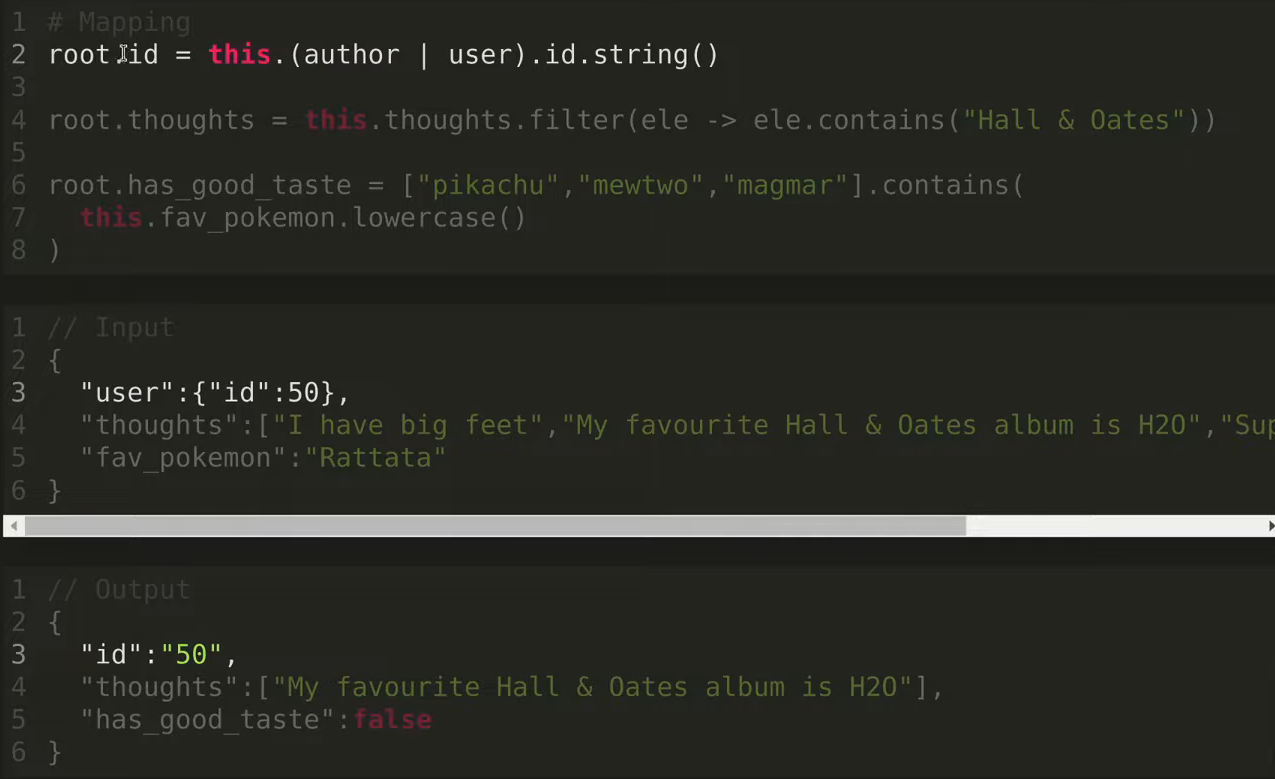 1 # Mapping
2 root.id = this.(author | user).id.string()
3
4 root.thoughts = this.thoughts.filter(ele -> ele.contains("Hall & Oates"))
5
6 root.has_good_taste = ["pikachu","mewtwo","magmar"].contains(
7   this.fav_pokemon.lowercase()
8 )
1 // Input
2 {
3   "user":{"id":50},
4   "thoughts":["I have big feet","My favourite Hall & Oates album is H2O","Sup
5   "fav_pokemon":"Rattata"
6 }
1 // Output
2 {
3   "id":"50",
4   "thoughts":["My favourite Hall & Oates album is H2O"],
5   "has_good_taste":false
6 }